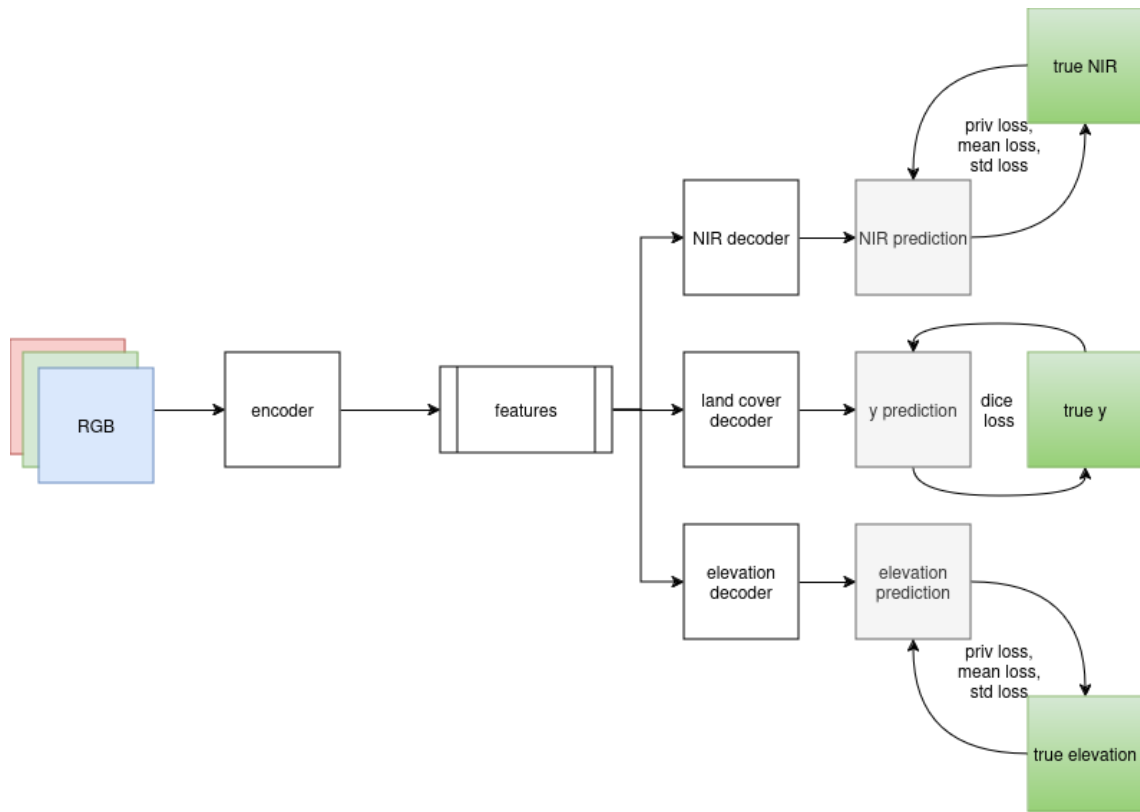 true NIR
priv loss,
mean loss,
std loss
NIR decoder
NIR prediction
RGB
encoder
features
land cover
decoder
y prediction
dice
loss
true y
elevation
decoder
elevation
prediction
priv loss,
mean loss,
std loss
true elevation